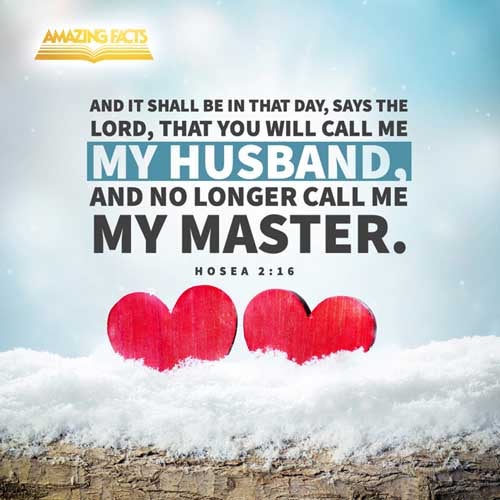 AMAZING FACTS
AND IT SHALL BE IN THAT DAY, SAYS THE
LORD, THAT YOU WILL CALL ME
MY HUSBAND,
AND NO LONGER CALL ME
MY MASTER.
HOSEA 2:16